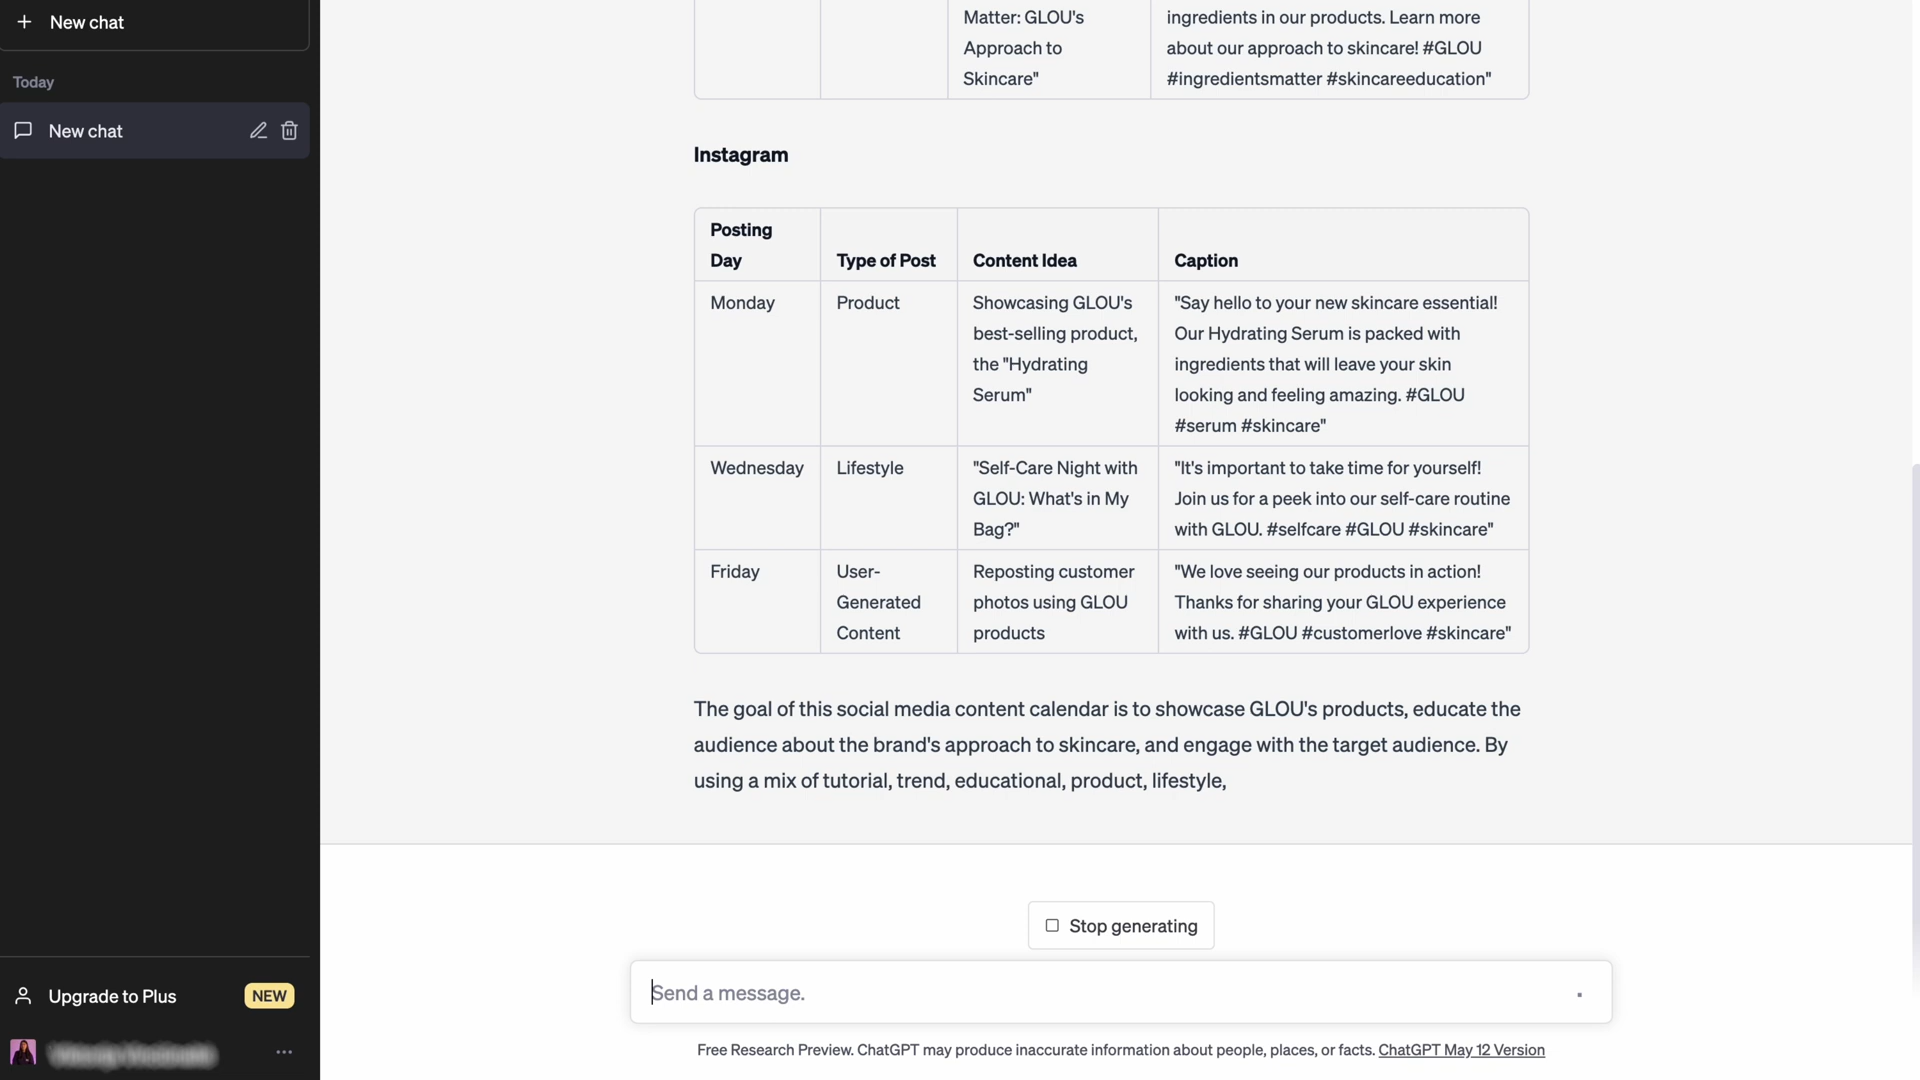 New chat
Today
New chat
Matter: GLOU's
Approach to
Skincare"
ingredients in our products. Learn more
about our approach to skincare! #GLOU
#ingredientsmatter #skincareeducation"
Instagram
Posting
Day
Type of Post
Content Idea
Caption
Monday
Product
Showcasing GLOU's
best-selling product,
the "Hydrating
Serum"
"Say hello to your new skincare essential!
Our Hydrating Serum is packed with
ingredients that will leave your skin
looking and feeling amazing. #GLOU
#serum #skincare"
Wednesday
Lifestyle
"Self-Care Night with
GLOU: What's in My
Bag?"
"It's important to take time for yourself!
Join us for a peek into our self-care routine
with GLOU. #selfcare #GLOU #skincare"
Friday
User-
Generated
Content
Reposting customer
photos using GLOU
products
"We love seeing our products in action!
Thanks for sharing your GLOU experience
with us. #GLOU #customerlove #skincare"
The goal of this social media content calendar is to showcase GLOU's products, educate the
audience about the brand's approach to skincare, and engage with the target audience. By
using a mix of tutorial, trend, educational, product, lifestyle,
Stop generating
Send a message.
Upgrade to Plus
NEW
Free Research Preview. ChatGPT may produce inaccurate information about people, places, or facts. ChatGPT May 12 Version